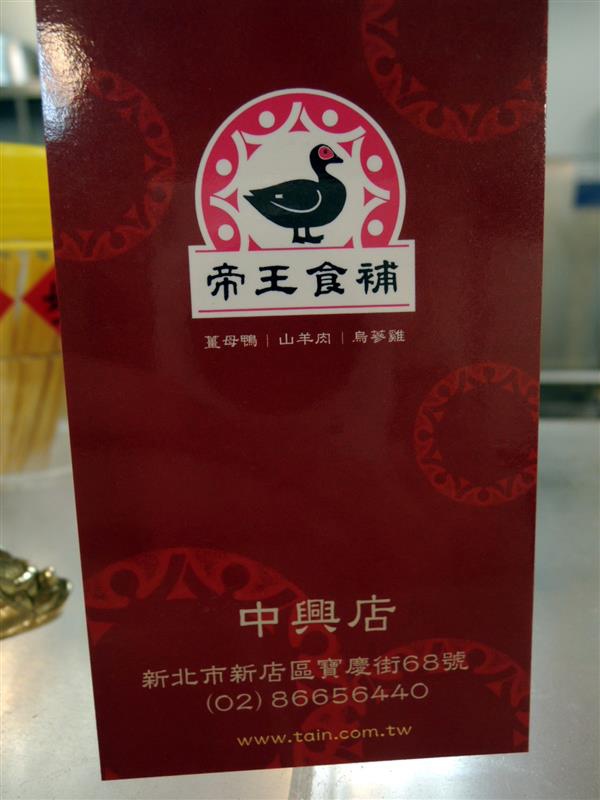 帝王食補
薑母鴨｜山羊肉｜烏蔘雞
中興店
新北市新店區寶慶街68號
(02) 86656440
www.tain.com.tw